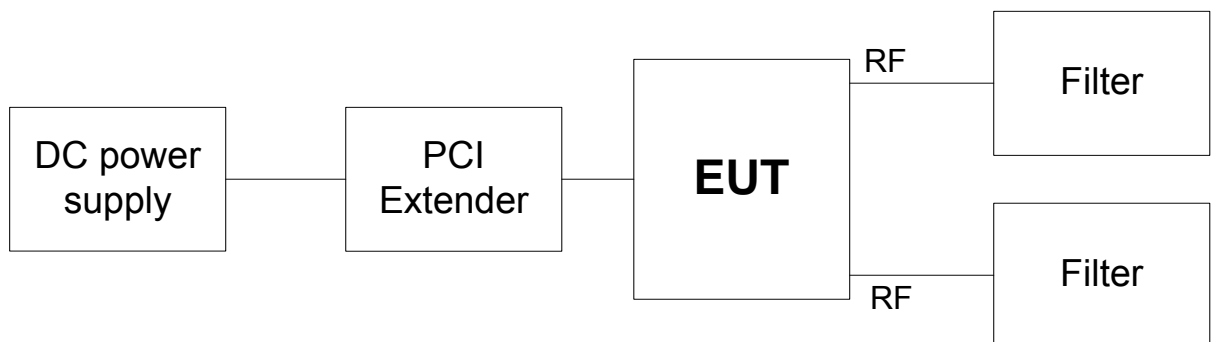 DC power
supply
PCI
Extender
EUT
RF
Filter
RF
Filter